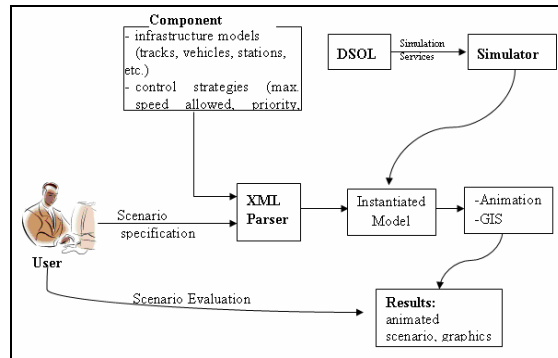 Component
- infrastructure models
(tracks, vehicles, stations,
etc.)
- control strategies (max.
speed allowed, priority,
DSOL
Simulation
Services
Simulator
Scenario
specification
XML
Parser
Instantiated
Model
-Animation
-GIS
User
Scenario Evaluation
Results:
animated
scenario, graphics